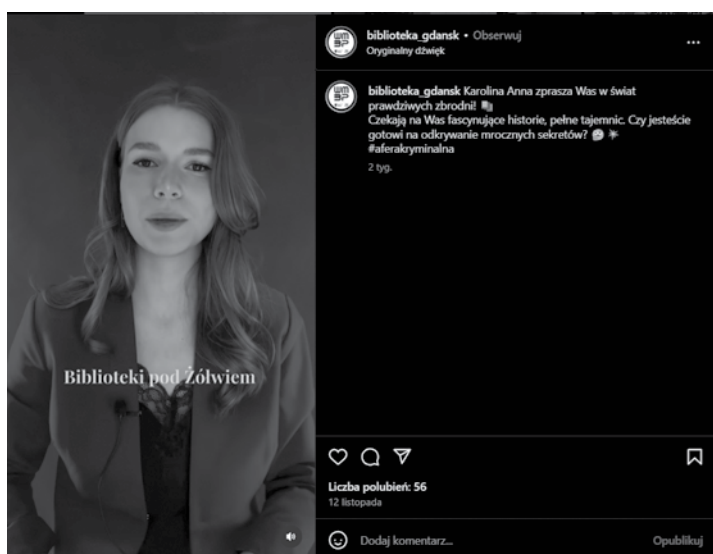 biblioteka_gdansk • Obserwuj
Oryginalny dźwięk
biblioteka_gdansk Karolina Anna zprasza Was w świat
prawdziwych zbrodni!
Czekają na Was fascynujące historie, pełne tajemnic. Czy jesteście
gotowi na odkrywanie mrocznych sekretów?
#aferakryminalna
2 tyg.
Biblioteki pod Żółwiem
Liczba polubień: 56
12 listopada
Dodaj komentarz...
Opublikuj